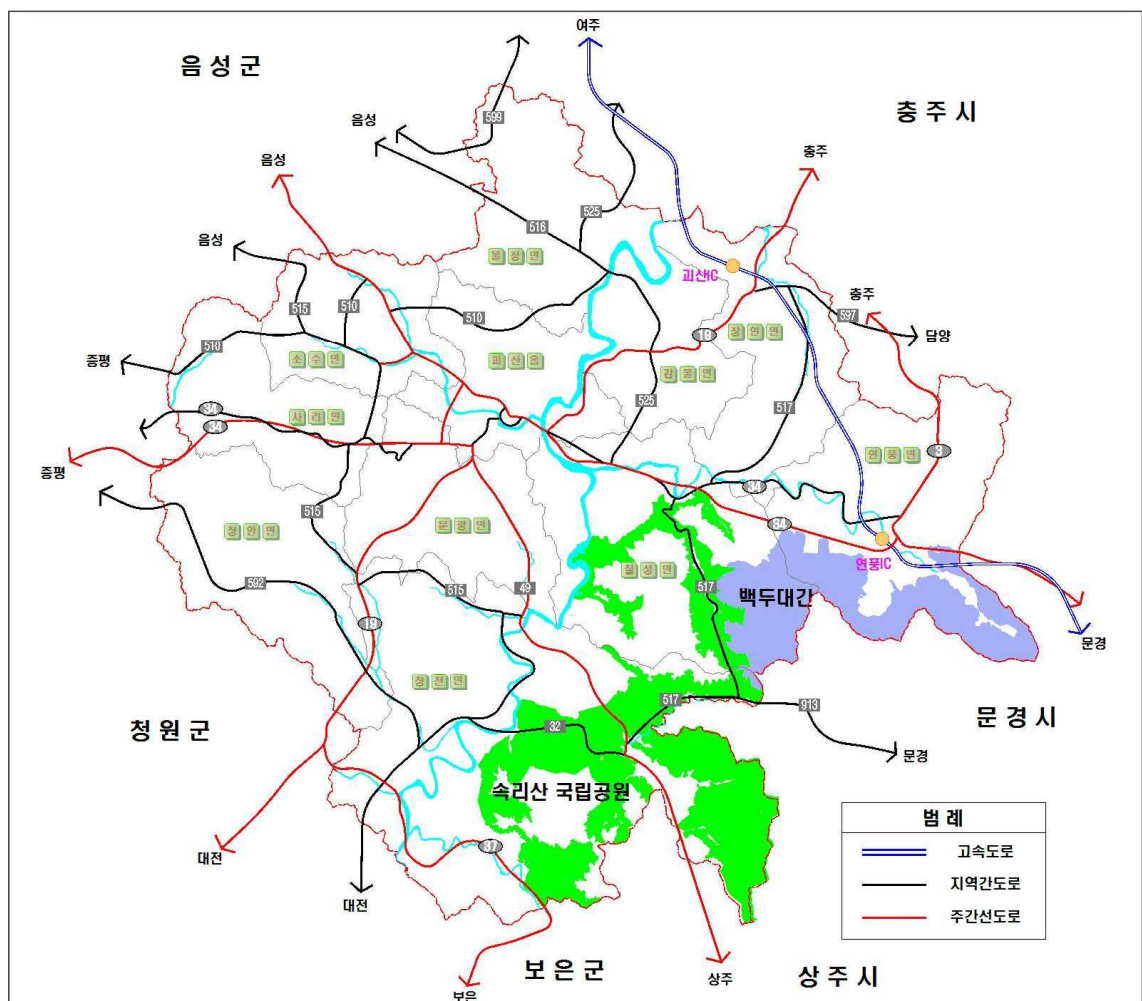 여주
음성군
599
충주시
음성
충주
음성
525
516
음성
불정면
괴산IC
충주
515
510
510
597
담양
510
19
장연면
증평
소수면
괴산읍
감물면
34
사리면
525
517
34
3
연풍면
증평
34
515
청안면
문광면
34
연풍IC
칠성면
592
515
49
517
백두대간
19
청천면
문경
517
913
문경시
청원군
32
문경
속리산 국립공원
범 례
고속도로
37
대전
지역간도로
대전
주간선도로
보은군
상주
상주시
보은